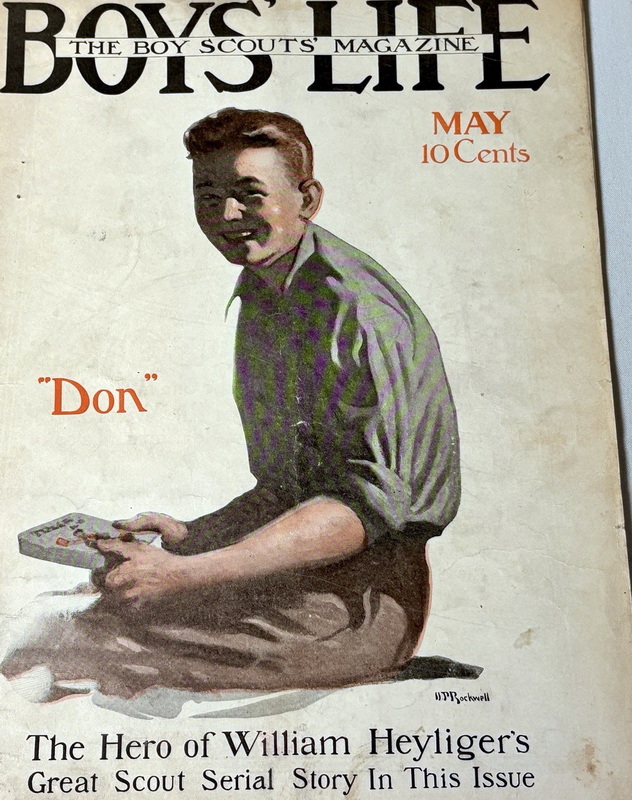 BOYS' LIFE
THE BOY SCOUTS' MAGAZINE
MAY
10 Cents
"Don"
N.P. Rockwell
The Hero of William Heyliger's
Great Scout Serial Story In This Issue